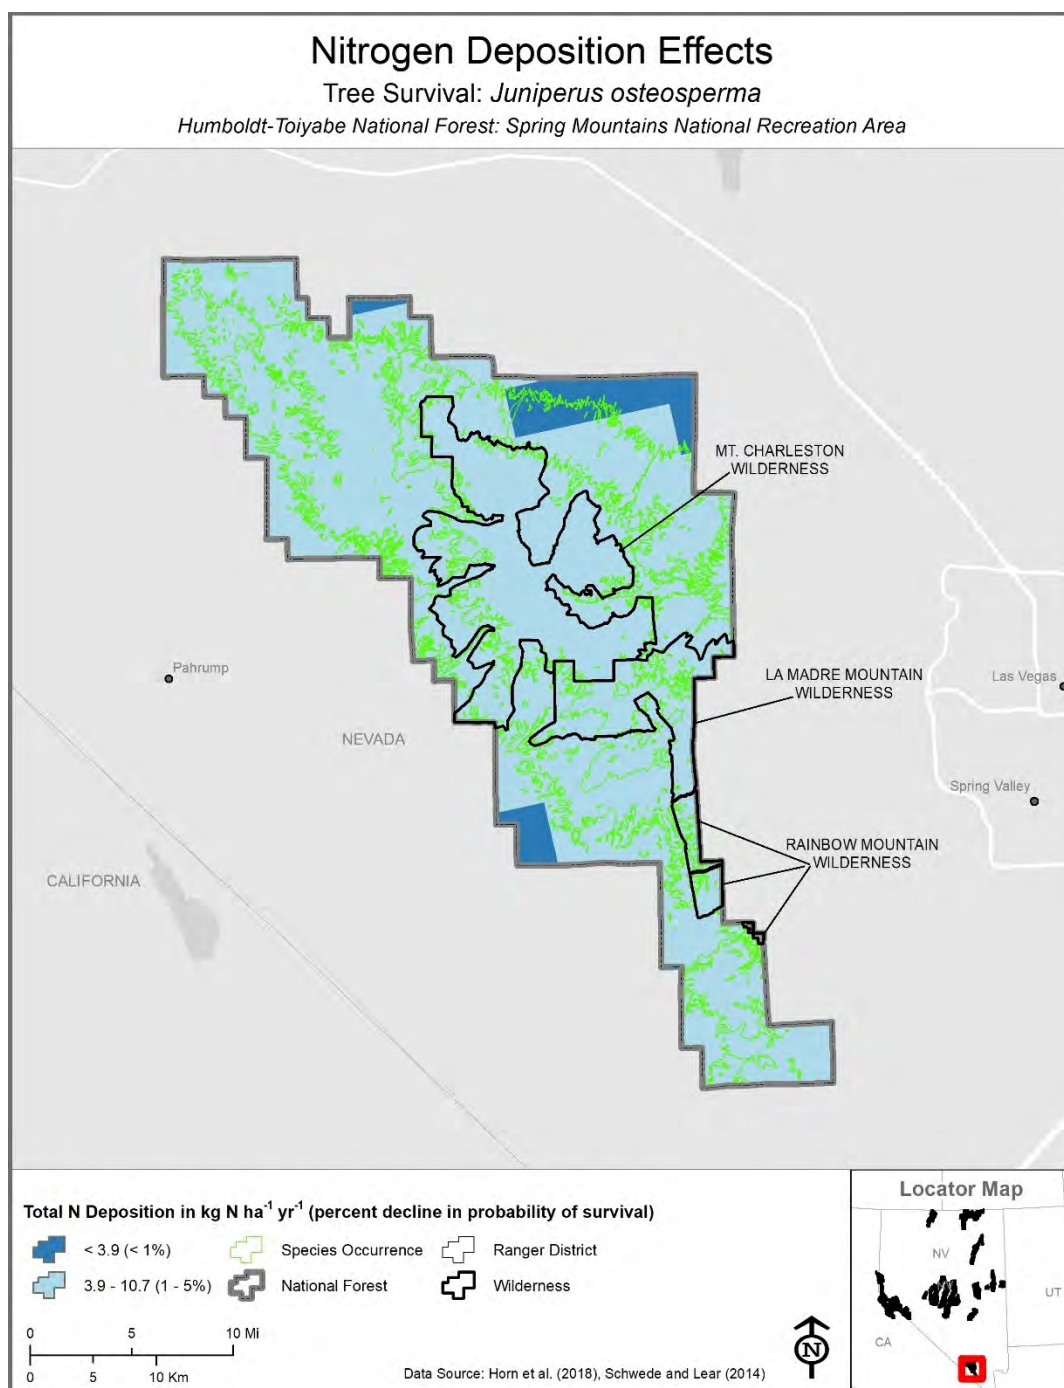 Nitrogen Deposition Effects
Tree Survival: Juniperus osteosperma
Humboldt-Toiyabe National Forest: Spring Mountains National Recreation Area
MT. CHARLESTON
WILDERNESS
Pahrump
LA MADRE MOUNTAIN
WILDERNESS
Las Vegas
NEVADA
Spring Valley
RAINBOW MOUNTAIN
WILDERNESS
CALIFORNIA
Total N Deposition in kg N ha⁻¹ yr⁻¹ (percent decline in probability of survival)
< 3.9 (< 1%)
Species Occurrence
Ranger District
3.9 - 10.7 (1 - 5%)
National Forest
Wilderness
0 5 10 Mi
0 5 10 Km
N
Data Source: Horn et al. (2018), Schwede and Lear (2014)
Locator Map
NV
UT
CA